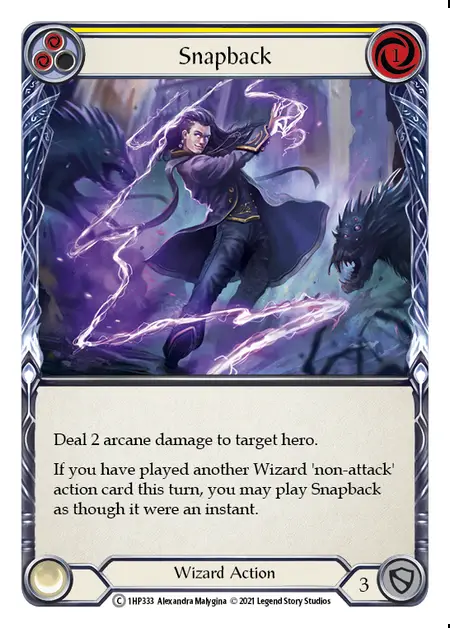 Snapback
1
Deal 2 arcane damage to target hero.
If you have played another Wizard 'non-attack'
action card this turn, you may play Snapback
as though it were an instant.
Wizard Action
3
C 1HP333 Alexandra Malygina © 2021 Legend Story Studios